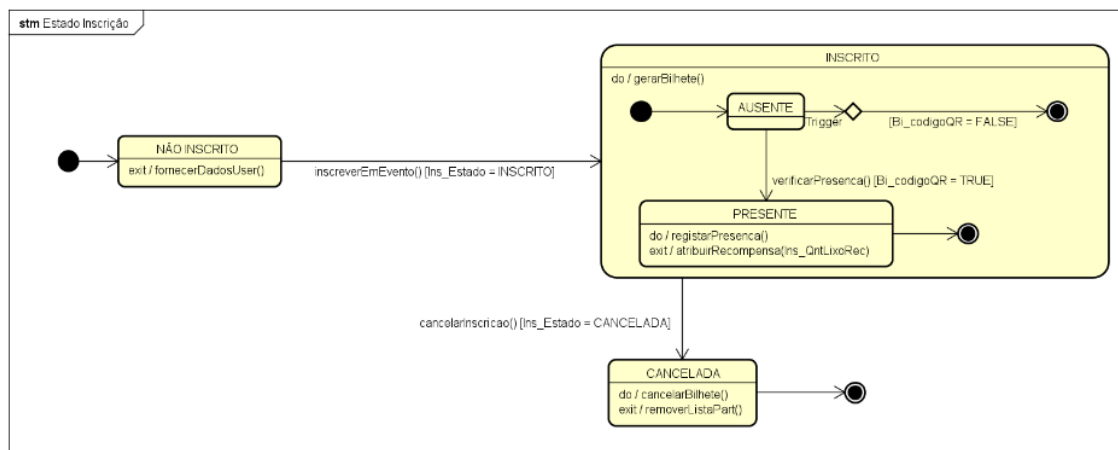 stm Estado Inscrição
INSCRITO
do / gerarBilhete()
AUSENTE
Trigger
[Bi_codigoQR = FALSE]
NÃO INSCRITO
exit / fornecerDadosUser()
inscreverEmEvento() [Ins_Estado = INSCRITO]
verificarPresenca() [Bi_codigoQR = TRUE]
PRESENTE
do / registarPresenca()
exit / atribuirRecompensa(Ins_QntLixoRec)
cancelarInscricao() [Ins_Estado = CANCELADA]
CANCELADA
do / cancelarBilhete()
exit / removerListaPart()